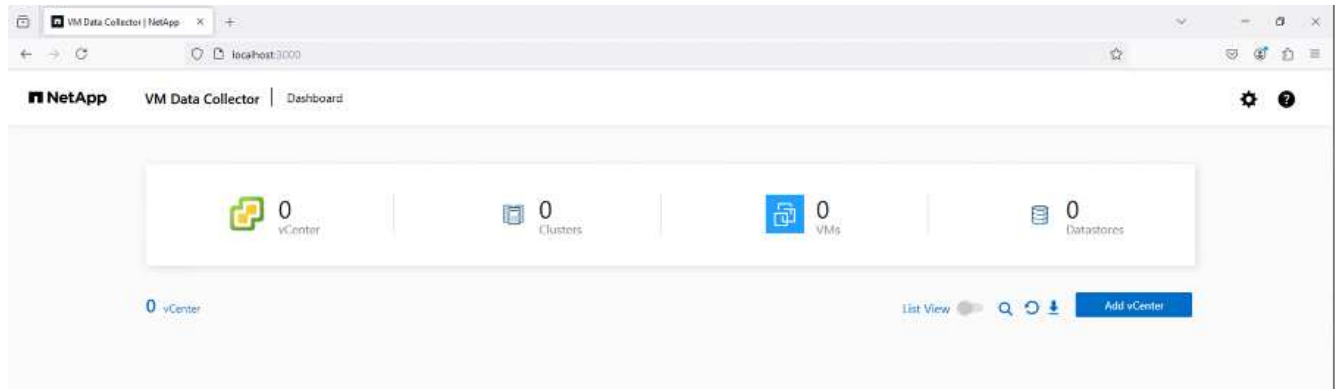 VM Data Collector | NetApp
localhost:3000
NetApp VM Data Collector | Dashboard
0 vCenter
0 Clusters
0 VMs
0 Datastores
0 vCenter
List View
Add vCenter